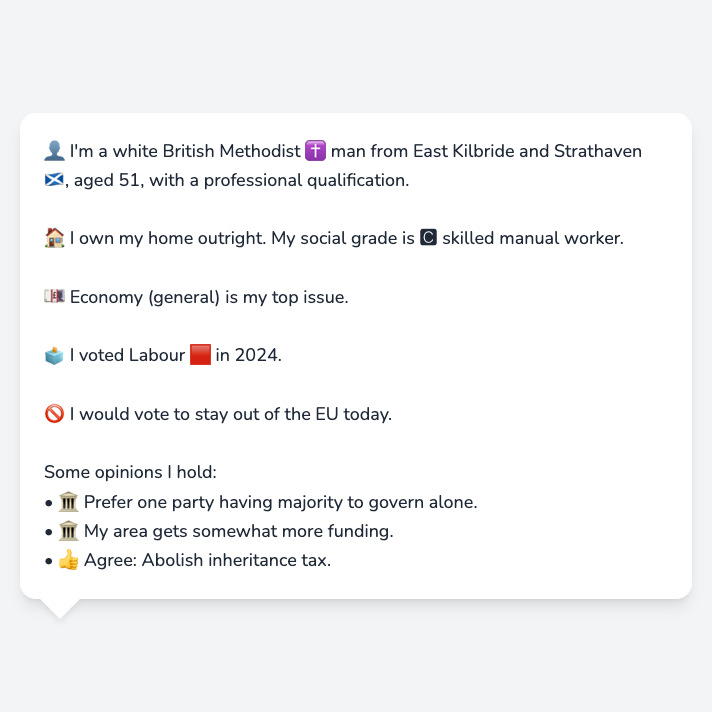 👤 I'm a white British Methodist ✝️ man from East Kilbride and Strathaven
🏴󠁧󠁢󠁳󠁣󠁴󠁿, aged 51, with a professional qualification.
🏠 I own my home outright. My social grade is 🅲 skilled manual worker.
💷 Economy (general) is my top issue.
🗳️ I voted Labour 🟥 in 2024.
🚫 I would vote to stay out of the EU today.
Some opinions I hold:
• 🏛️ Prefer one party having majority to govern alone.
• 🏛️ My area gets somewhat more funding.
• 👍 Agree: Abolish inheritance tax.